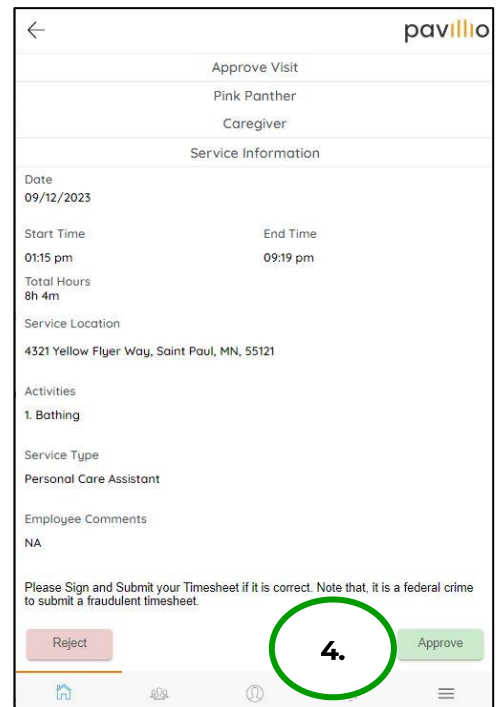 pavillio
Approve Visit
Pink Panther
Caregiver
Service Information
Date
09/12/2023
Start Time End Time
01:15 pm 09:19 pm
Total Hours
8h 4m
Service Location
4321 Yellow Flyer Way, Saint Paul, MN, 55121
Activities
1. Bathing
Service Type
Personal Care Assistant
Employee Comments
NA
Please Sign and Submit your Timesheet if it is correct. Note that, it is a federal crime
to submit a fraudulent timesheet.
Reject 4. Approve